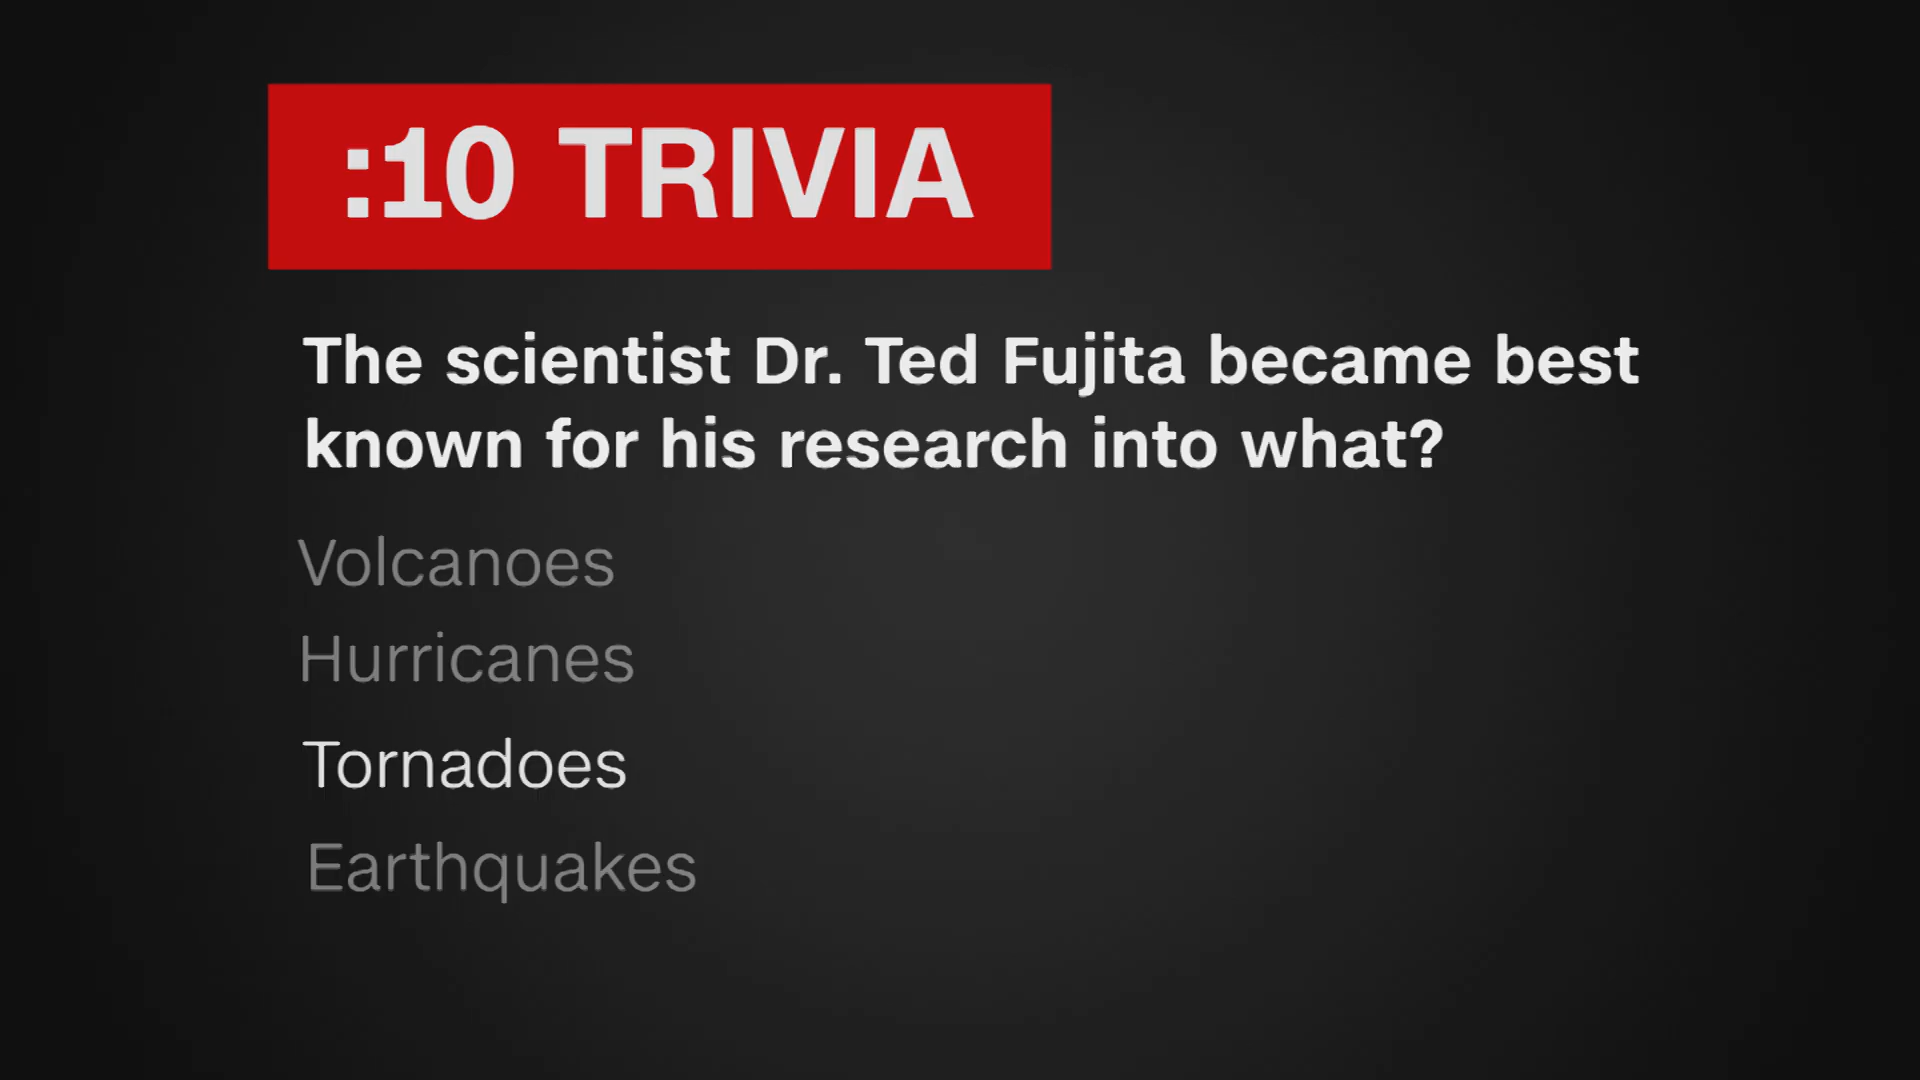 :10 TRIVIA
The scientist Dr. Ted Fujita became best
known for his research into what?
Volcanoes
Hurricanes
Tornadoes
Earthquakes